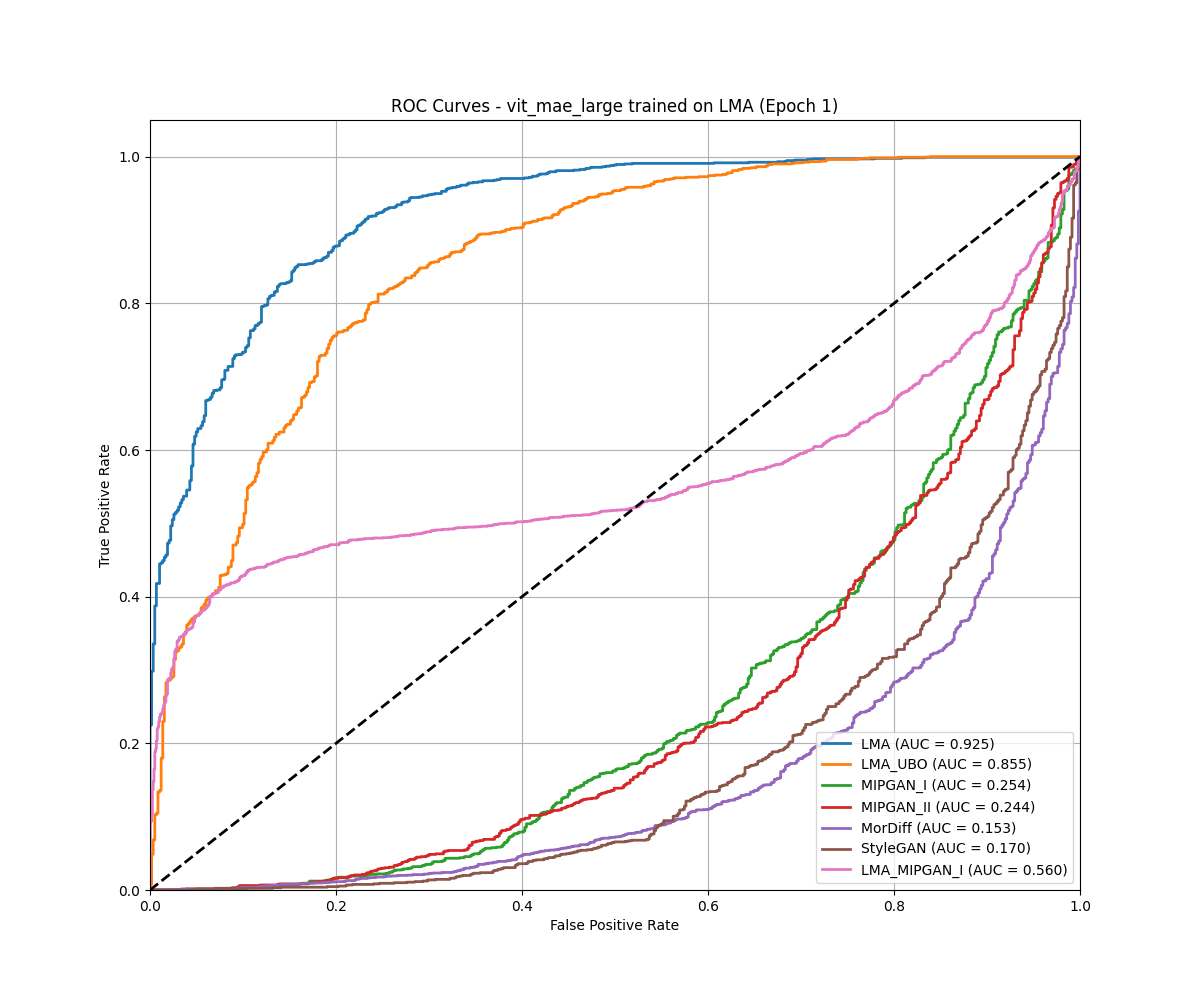 ROC Curves - vit_mae_large trained on LMA (Epoch 1)
True Positive Rate
1.0
0.8
0.6
0.4
0.2
0.0
0.0 0.2 0.4 0.6 0.8 1.0
False Positive Rate
LMA (AUC = 0.925)
LMA_UBO (AUC = 0.855)
MIPGAN_I (AUC = 0.254)
MIPGAN_II (AUC = 0.244)
MorDiff (AUC = 0.153)
StyleGAN (AUC = 0.170)
LMA_MIPGAN_I (AUC = 0.560)